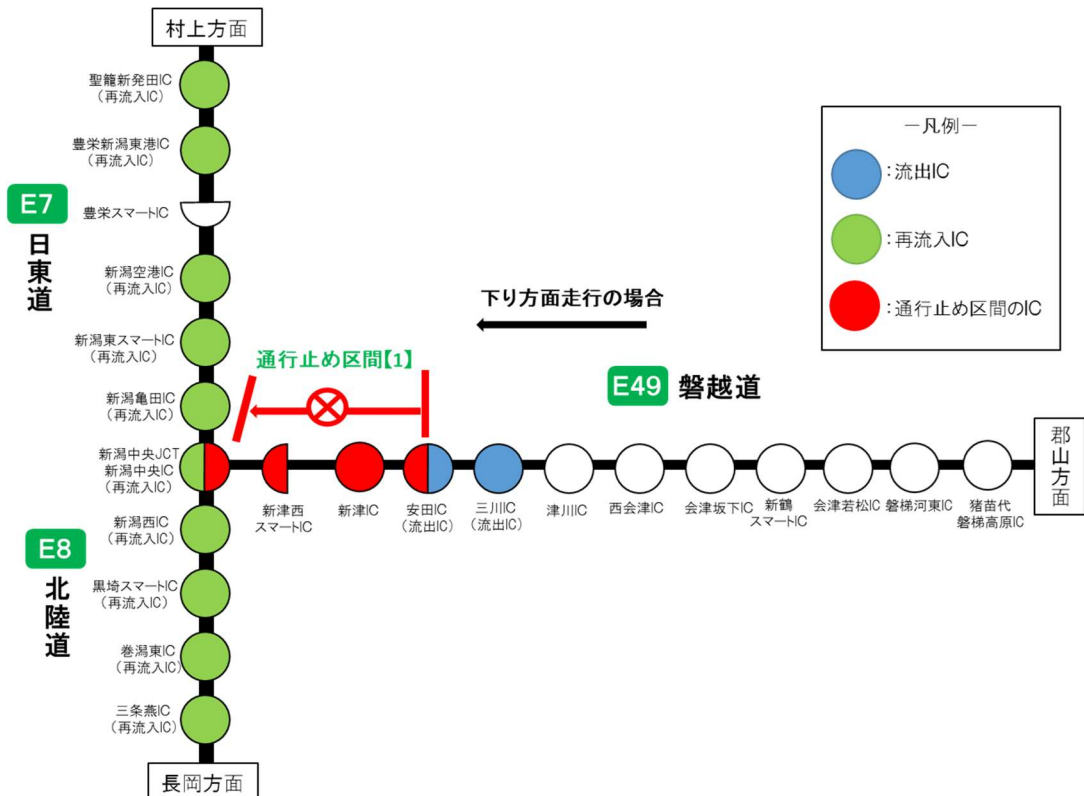 村上方面
聖籠新発田IC
(再流入IC)
豊栄新潟東港IC
(再流入IC)
E7
日東道
豊栄スマートIC
新潟空港IC
(再流入IC)
新潟東スマートIC
(再流入IC)
新潟亀田IC
(再流入IC)
新潟中央JCT
新潟中央IC
(再流入IC)
E8
北陸道
新潟西IC
(再流入IC)
黒埼スマートIC
(再流入IC)
巻潟東IC
(再流入IC)
三条燕IC
(再流入IC)
長岡方面
下り方面走行の場合
通行止め区間【1】
E49 磐越道
新津西
スマートIC
新津IC
安田IC
(流出IC)
三川IC
(流出IC)
津川IC
西会津IC
会津坂下IC
新鶴
スマートIC
会津若松IC
磐梯河東IC
猪苗代
磐梯高原IC
郡山方面
―凡例―
:流出IC
:再流入IC
:通行止め区間のIC